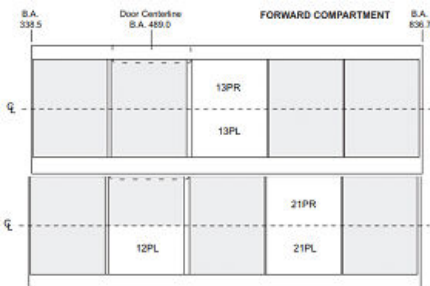 B.A.
338.5
Door Centerline
B.A. 489.0
FORWARD COMPARTMENT
B.A.
836.7
13PR
℄
13PL
21PR
℄
12PL
21PL